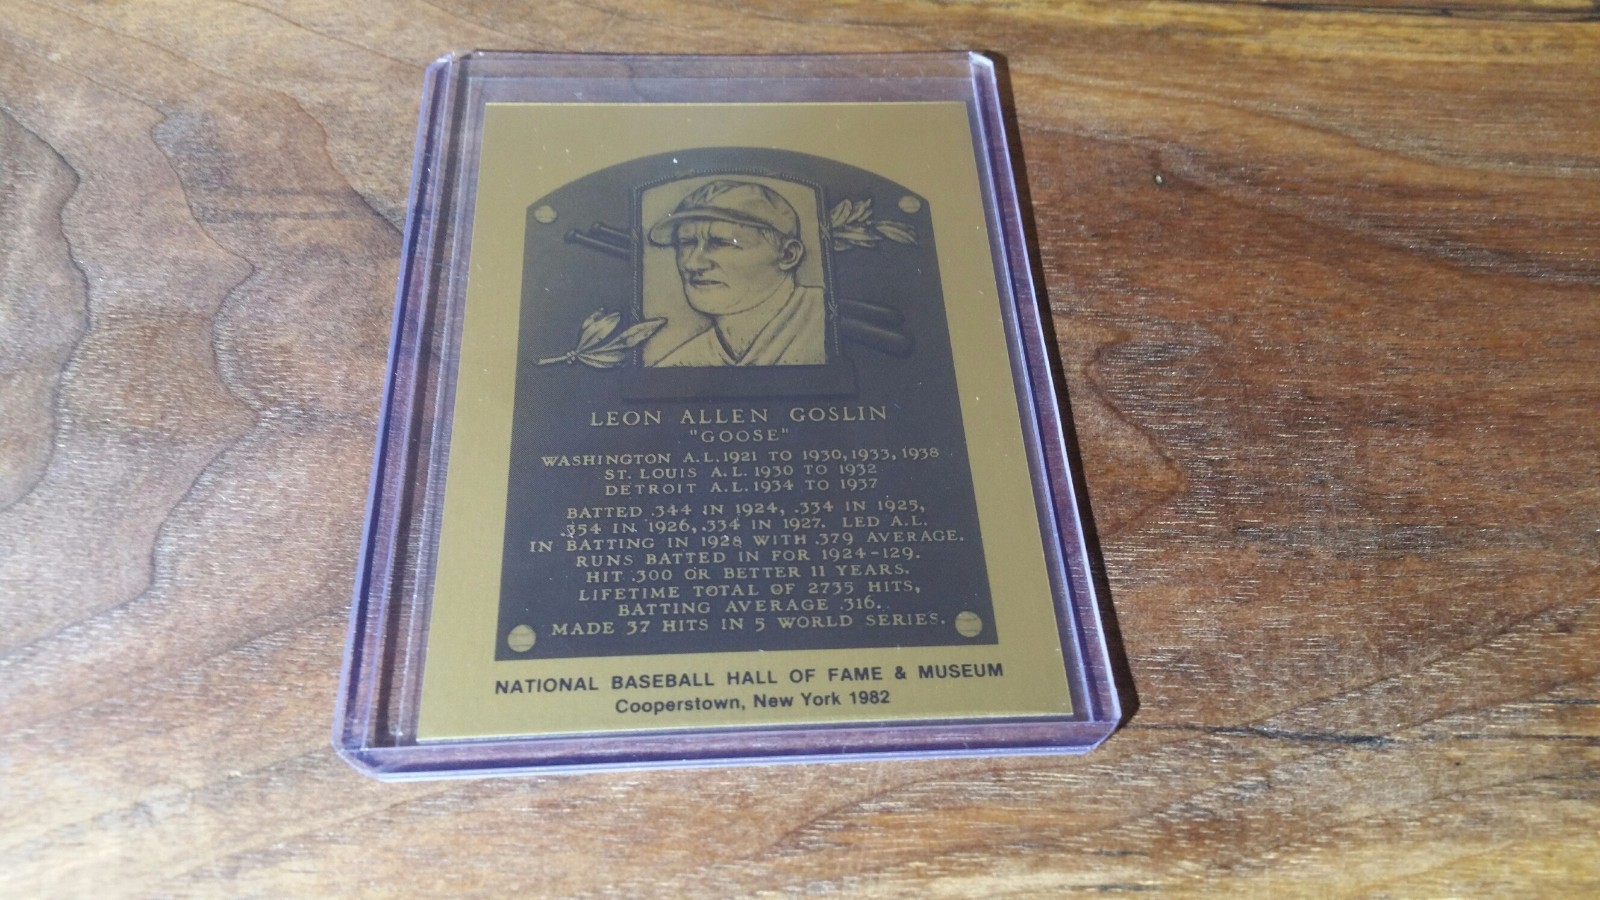 LEON ALLEN GOSLIN
"GOOSE"
WASHINGTON A.L. 1921 TO 1930, 1933, 1938
ST. LOUIS A.L. 1930 TO 1932
DETROIT A.L. 1934 TO 1937
BATTED .344 IN 1924, .334 IN 1925,
.354 IN 1926, .334 IN 1927. LED A.L.
IN BATTING IN 1928 WITH .379 AVERAGE.
RUNS BATTED IN FOR 1924-129.
HIT .300 OR BETTER 11 YEARS.
LIFETIME TOTAL OF 2735 HITS,
BATTING AVERAGE .316.
MADE 37 HITS IN 5 WORLD SERIES.
NATIONAL BASEBALL HALL OF FAME & MUSEUM
Cooperstown, New York 1982